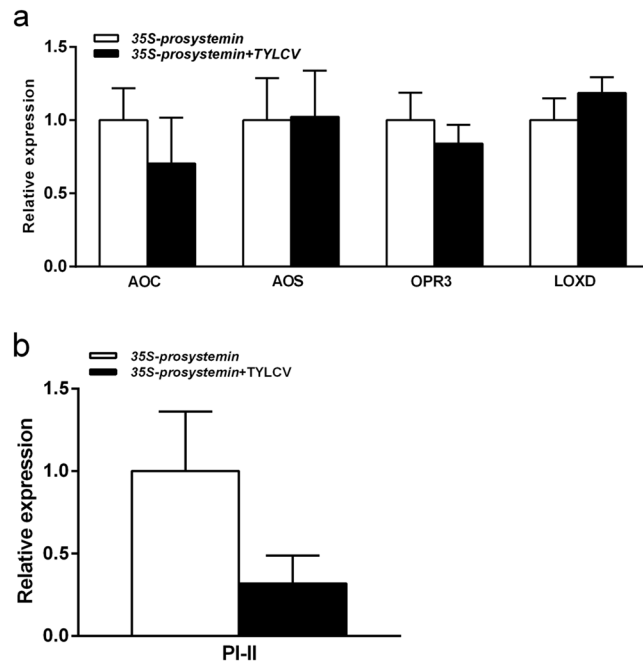 a
35S-prosystemin
35S-prosystemin+TYLCV
Relative expression
1.5
1.0
0.5
0.0
AOC AOS OPR3 LOXD
b
35S-prosystemin
35S-prosystemin+TYLCV
Relative expression
1.5
1.0
0.5
0.0
PI-II